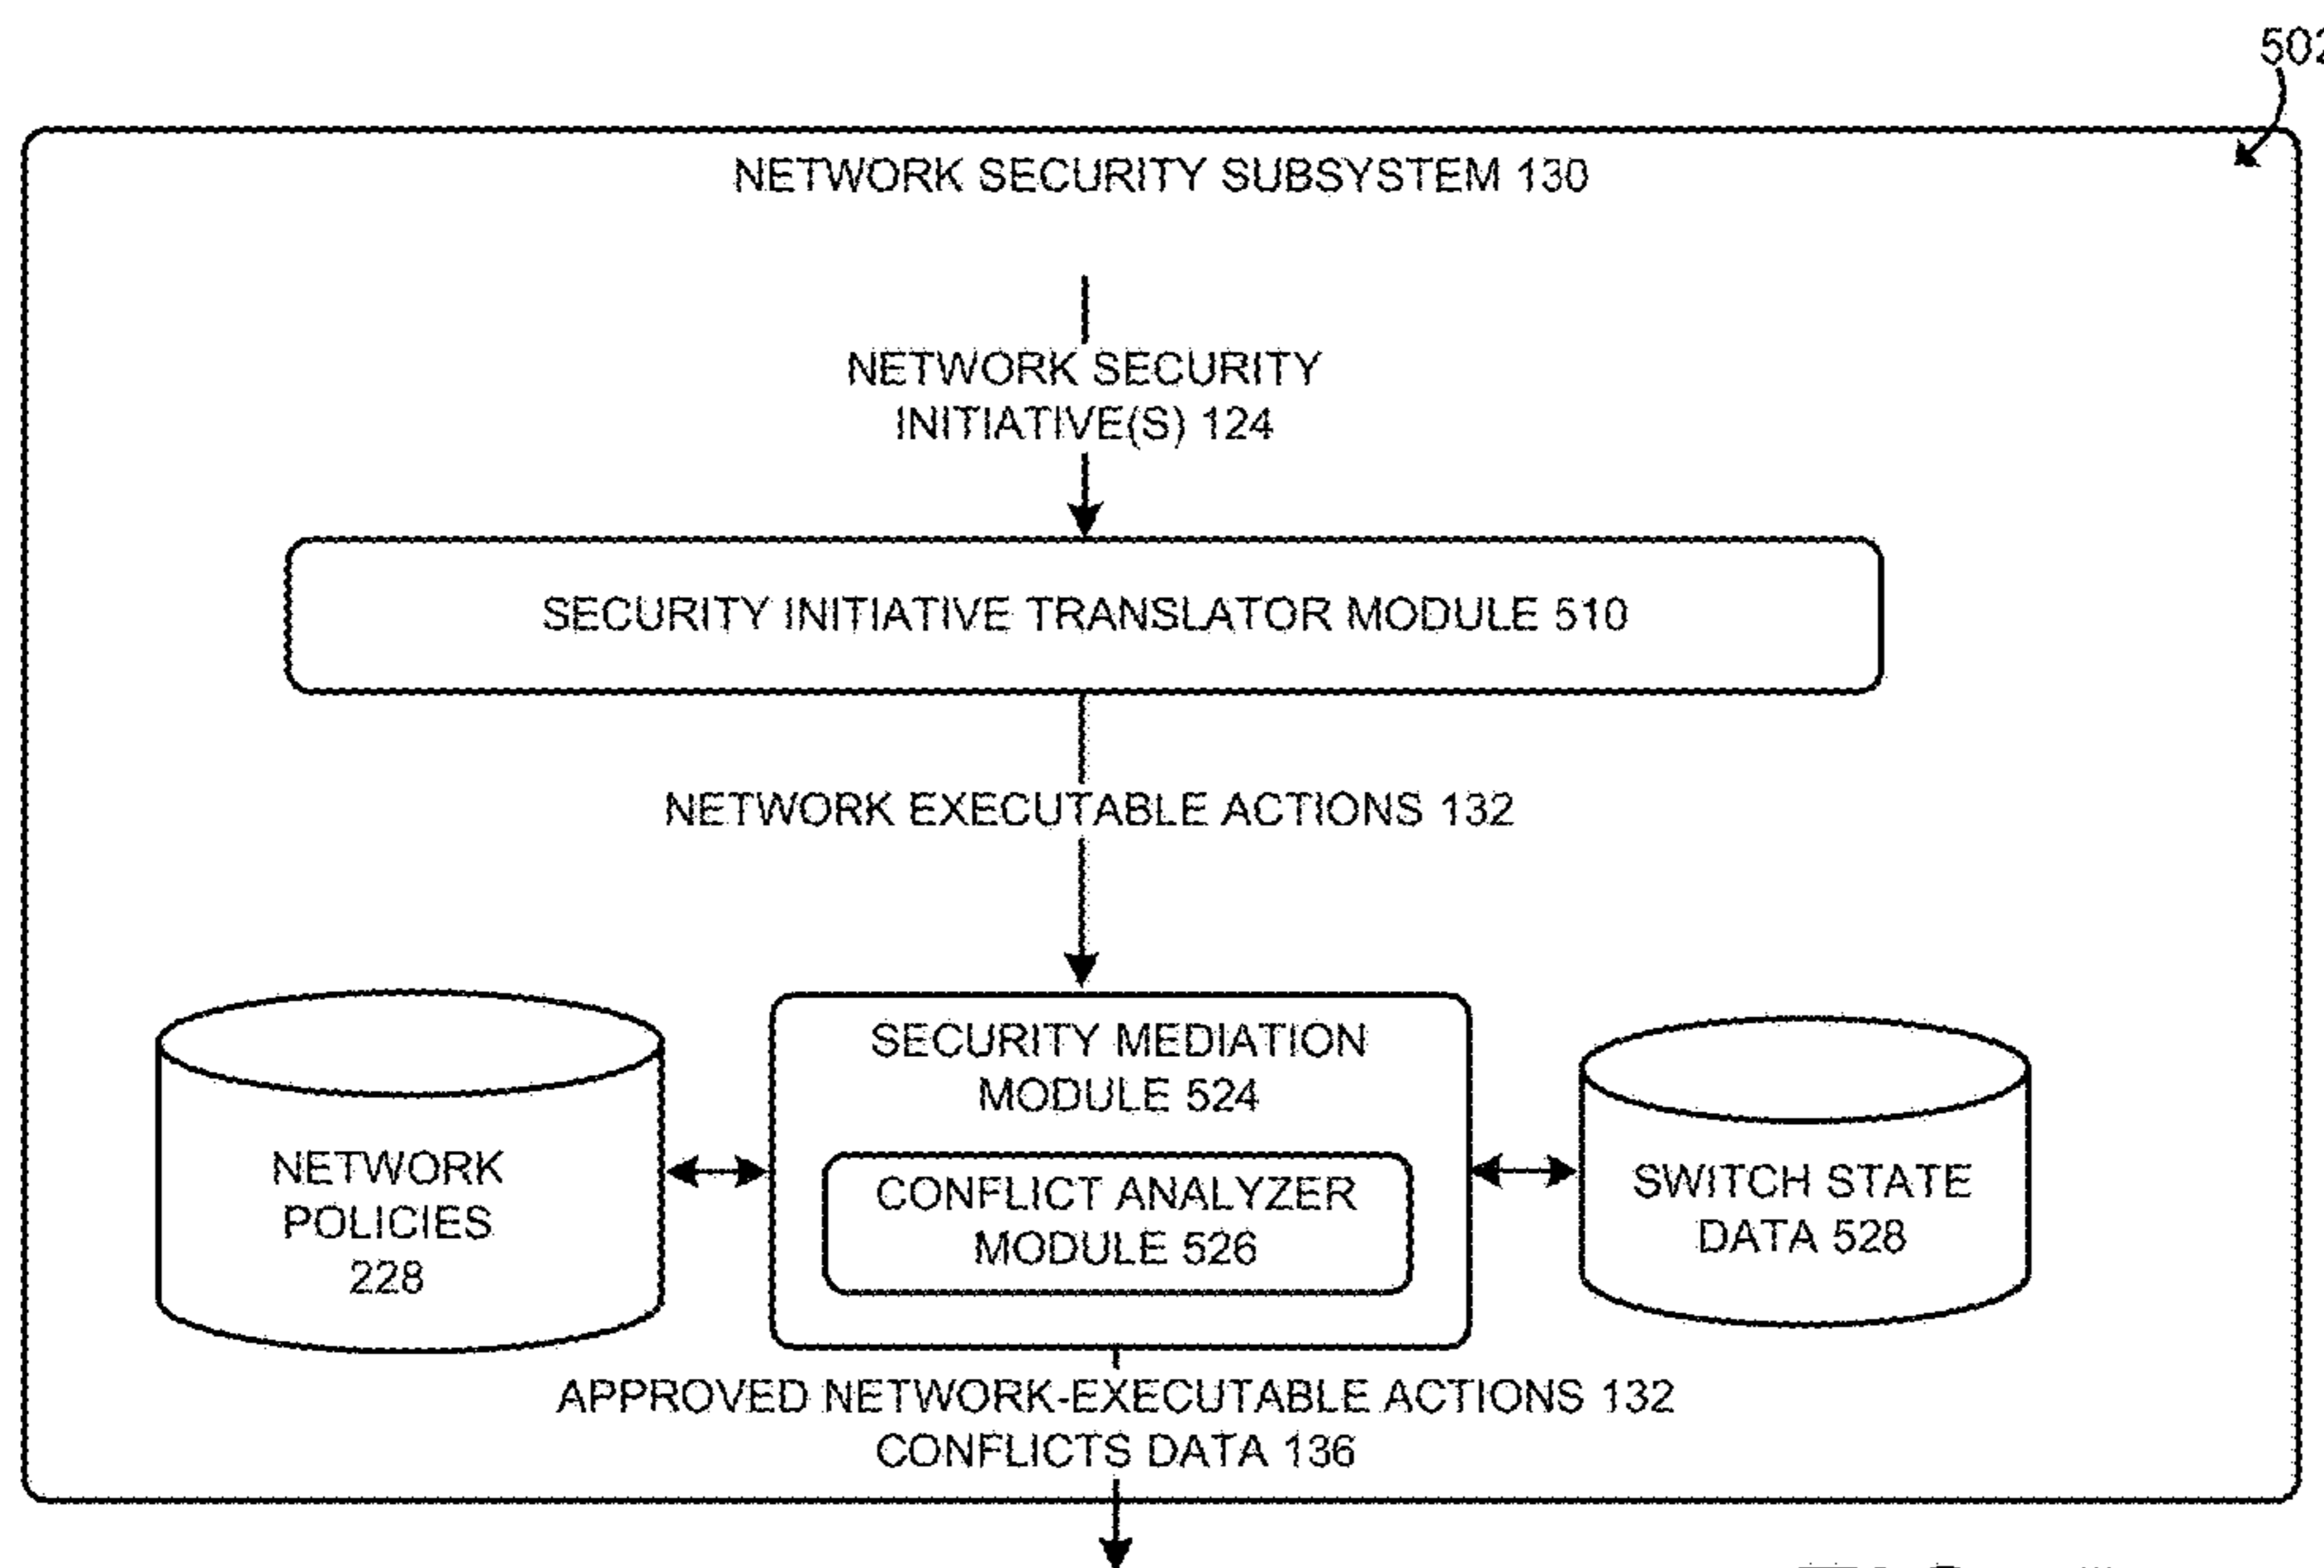 502
NETWORK SECURITY SUBSYSTEM 130
NETWORK SECURITY
INITIATIVE(S) 124
SECURITY INITIATIVE TRANSLATOR MODULE 510
NETWORK EXECUTABLE ACTIONS 132
SECURITY MEDIATION
MODULE 524
CONFLICT ANALYZER
MODULE 526
NETWORK
POLICIES
228
SWITCH STATE
DATA 528
APPROVED NETWORK-EXECUTABLE ACTIONS 132
CONFLICTS DATA 136